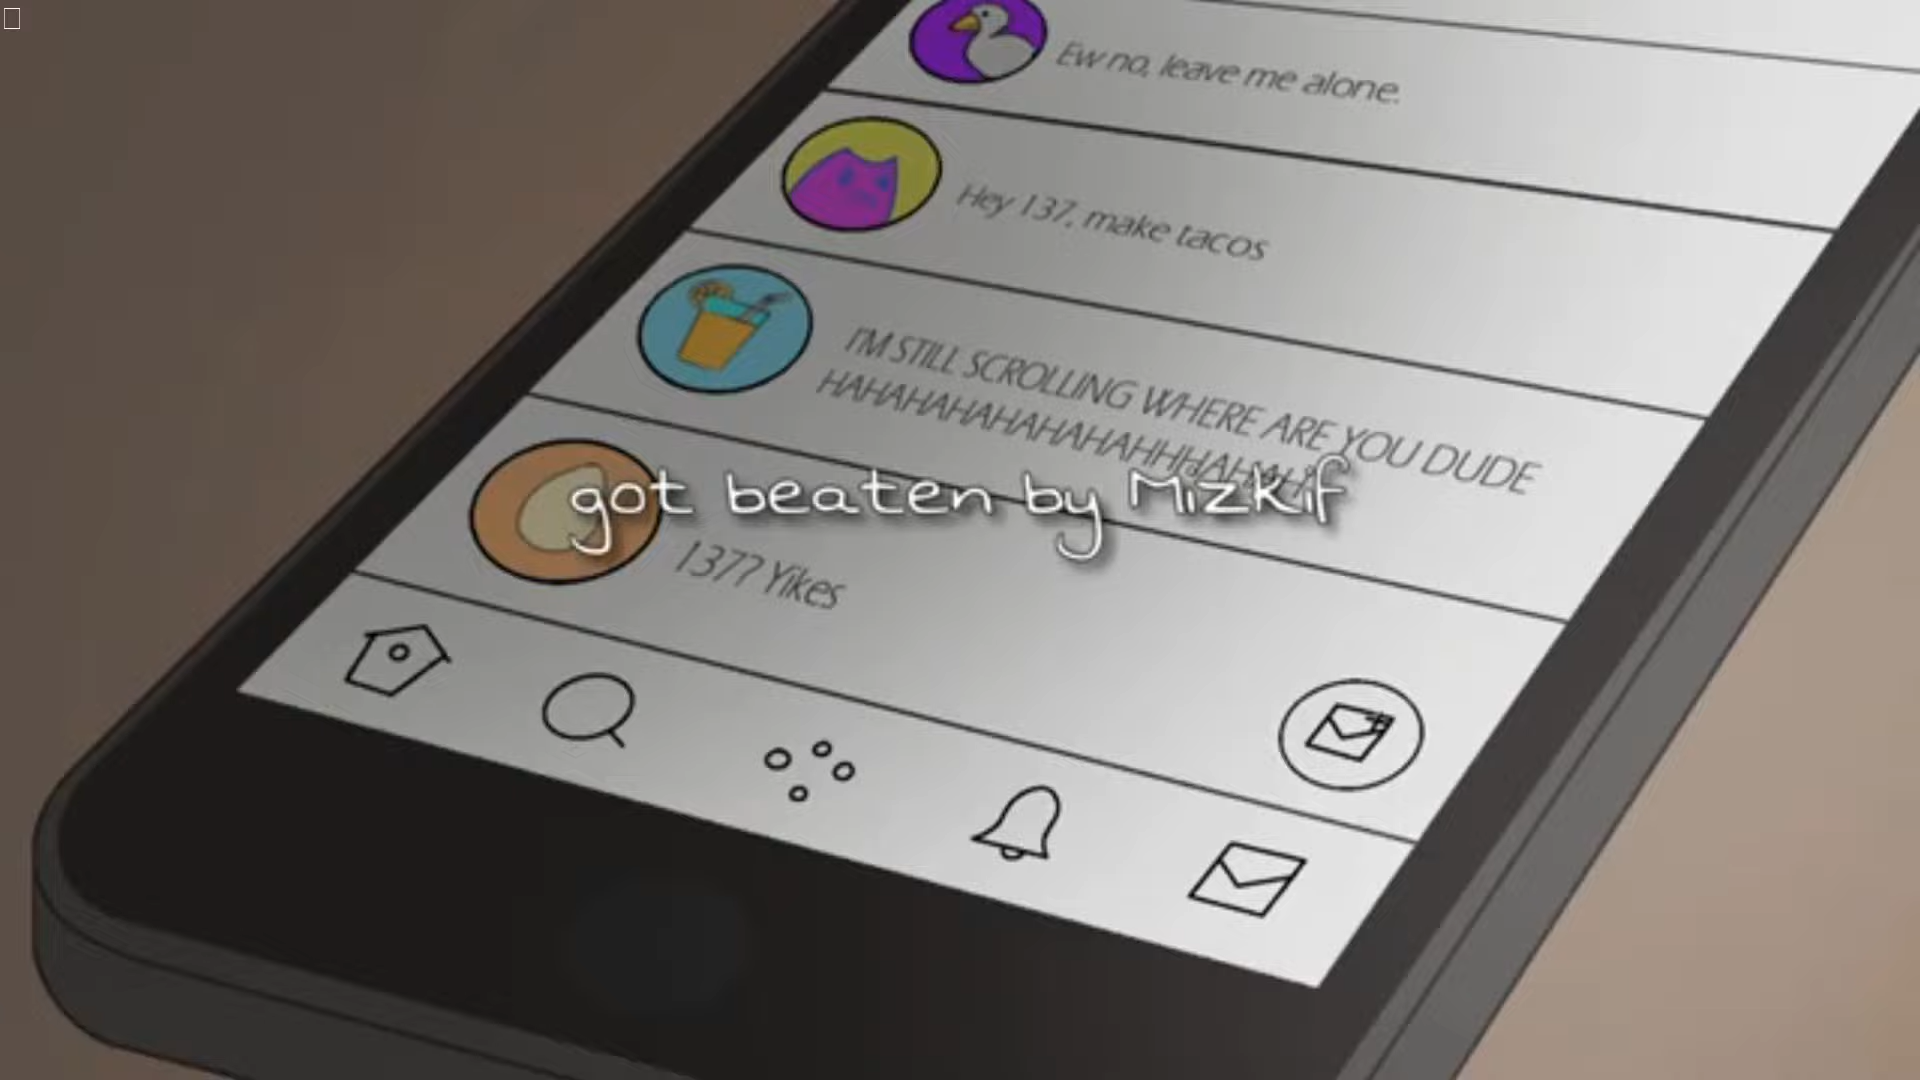 Ew no, leave me alone.
Hey 137, make tacos
I'M STILL SCROLLING WHERE ARE YOU DUDE
got beaten by Mizkif
137? Yikes